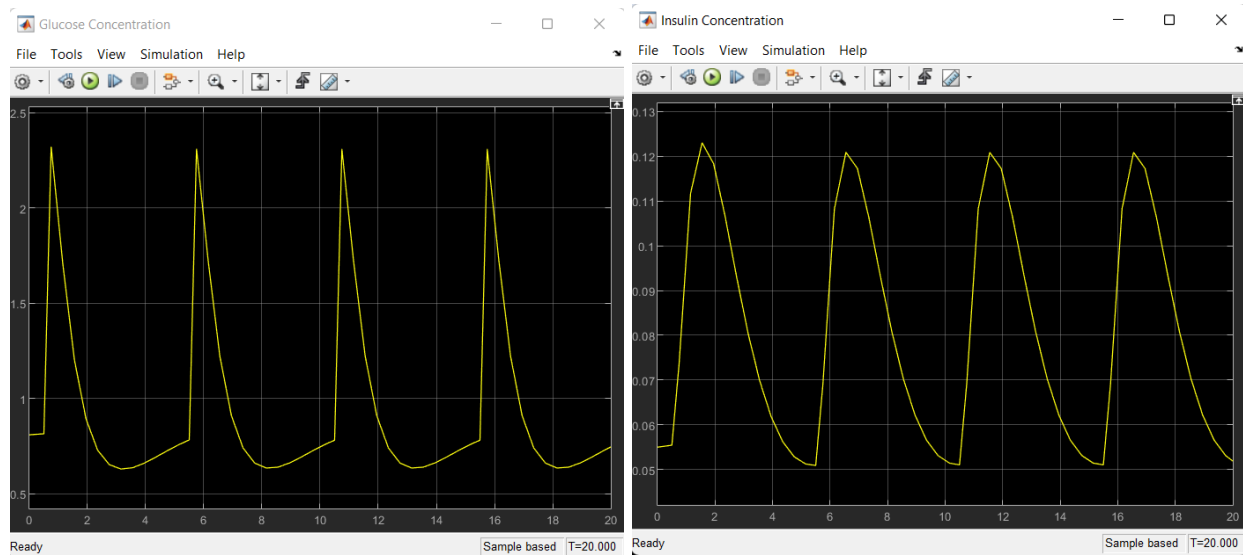 Glucose Concentration
File Tools View Simulation Help
2.5
2
1.5
1
0.5
0 2 4 6 8 10 12 14 16 18 20
Ready Sample based T=20.000
Insulin Concentration
File Tools View Simulation Help
0.13
0.12
0.11
0.1
0.09
0.08
0.07
0.06
0.05
0 2 4 6 8 10 12 14 16 18 20
Ready Sample based T=20.000